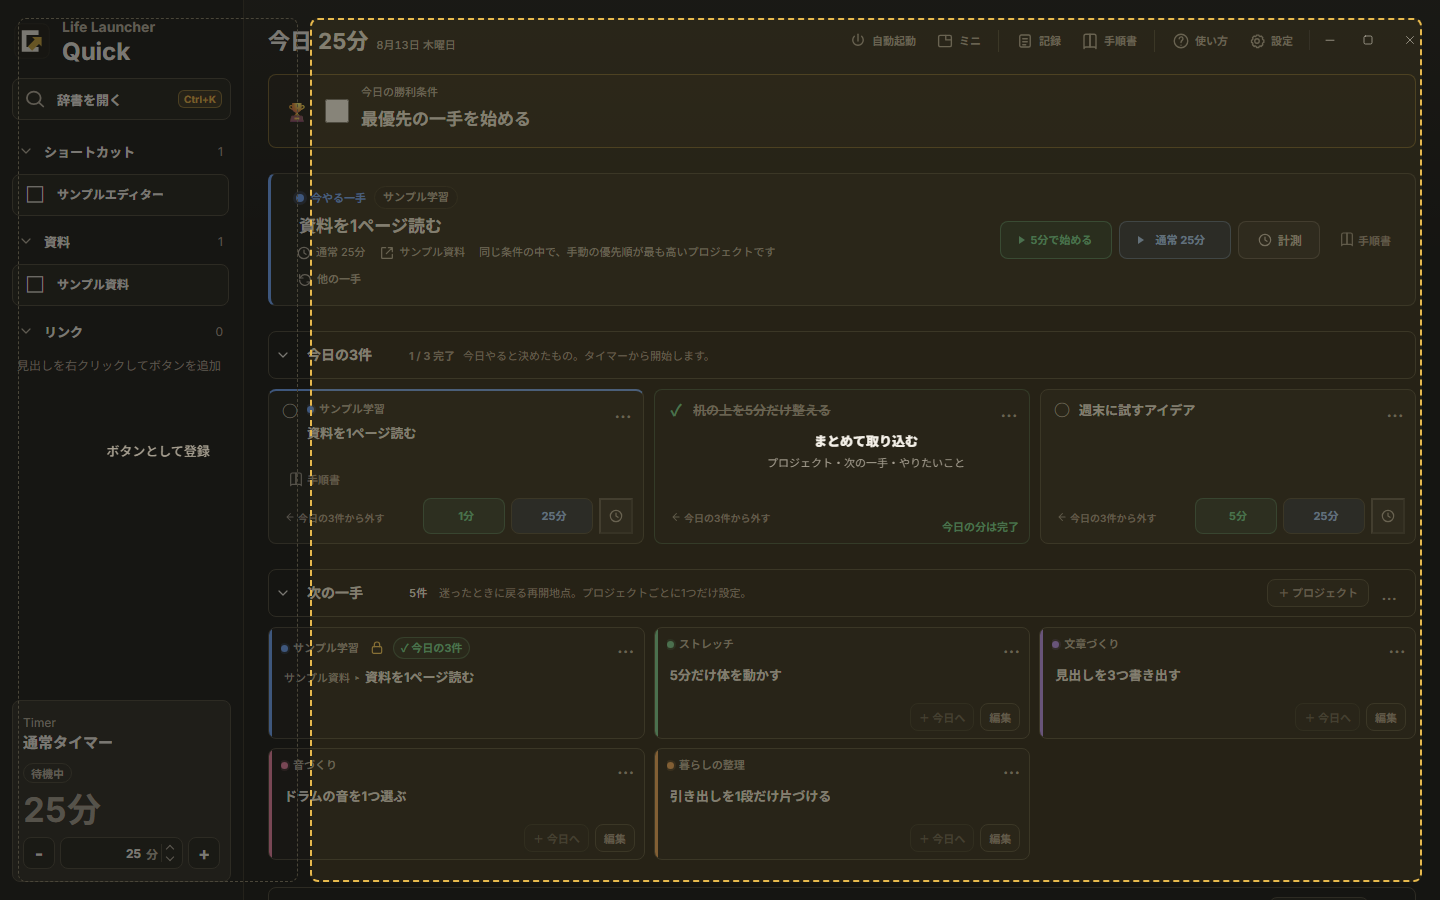 Life Launcher
Quick
辞書を開く
Ctrl+K
ショートカット
1
サンプルエディター
資料
1
サンプル資料
リンク
0
見出しを右クリックしてボタンを追加
ボタンとして登録
Timer
通常タイマー
待機中
25分
-
25 分
+
今日 25分 8月13日 木曜日
自動起動
ミニ
記録
手順書
使い方
設定
今日の勝利条件
最優先の一手を始める
今やる一手 サンプル学習
資料を1ページ読む
通常 25分 サンプル資料 同じ条件の中で、手動の優先順が最も高いプロジェクトです
他の一手
5分で始める
通常 25分
計測
手順書
今日の3件 1 / 3 完了 今日やると決めたもの。タイマーから開始します。
サンプル学習
...
資料を1ページ読む
手順書
← 今日の3件から外す
1分
25分
✓ 机の上を5分だけ整える
...
まとめて取り込む
プロジェクト・次の一手・やりたいこと
← 今日の3件から外す
今日の分は完了
週末に試すアイデア
...
← 今日の3件から外す
5分
25分
次の一手 5件 迷ったときに戻る再開地点。プロジェクトごとに1つだけ設定。
+ プロジェクト
...
サンプル学習 ✓ 今日の3件
...
サンプル資料 ▸ 資料を1ページ読む
ストレッチ
...
5分だけ体を動かす
+ 今日へ
編集
文章づくり
...
見出しを3つ書き出す
+ 今日へ
編集
音づくり
...
ドラムの音を1つ選ぶ
+ 今日へ
編集
暮らしの整理
...
引き出しを1段だけ片づける
+ 今日へ
編集